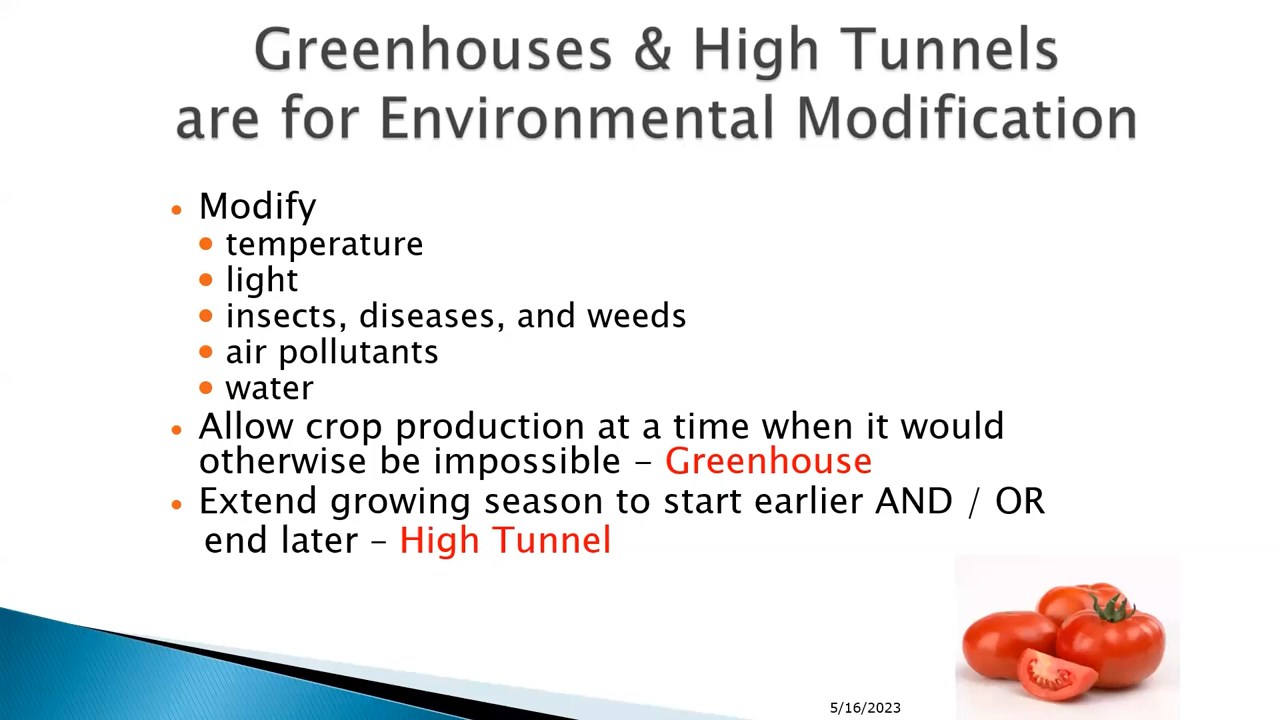 Greenhouses & High Tunnels
are for Environmental Modification
• Modify
• temperature
• light
• insects, diseases, and weeds
• air pollutants
• water
• Allow crop production at a time when it would
otherwise be impossible – Greenhouse
• Extend growing season to start earlier AND / OR
end later – High Tunnel
5/16/2023